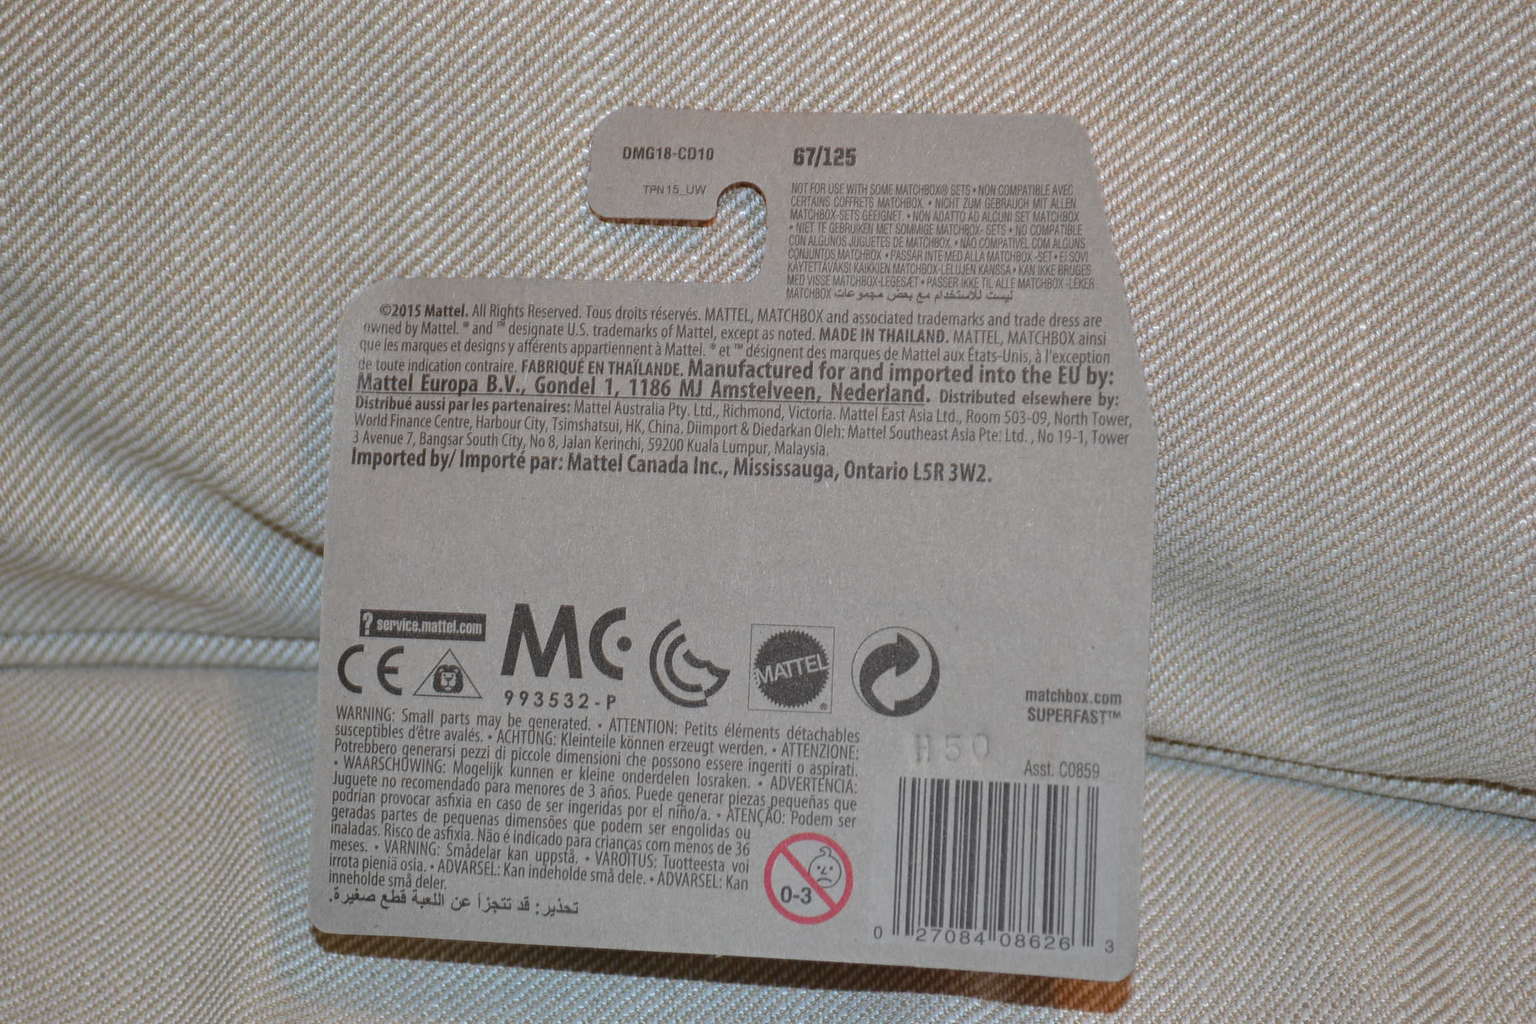 DMG18-CD10
TPN15_UW
67/125
NOT FOR USE WITH SOME MATCHBOX® SETS • NON COMPATIBLE AVEC
CERTAINS COFFRETS MATCHBOX. • NICHT ZUM GEBRAUCH MIT ALLEN
MATCHBOX-SETS GEEIGNET. • NON ADATTO AD ALCUNI SET MATCHBOX.
• NIET TE GEBRUIKEN MET SOMMIGE MATCHBOX- SETS • NO COMPATIBLE
CON ALGUNOS JUGUETES DE MATCHBOX. • NÃO COMPATÍVEL COM ALGUNS
CONJUNTOS MATCHBOX • PASSAR INTE MED ALLA MATCHBOX -SET • EI SOVI
KÄYTETTÄVÄKSI KAIKKIEN MATCHBOX-LELUJEN KANSSA • KAN IKKE BRUGES
MED VISSE MATCHBOX-LEGESÆT • PASSER IKKE TIL ALLE MATCHBOX -LEKER
MATCHBOX ليست للاستخدام مع بعض مجموعات
©2015 Mattel. All Rights Reserved. Tous droits réservés. MATTEL, MATCHBOX and associated trademarks and trade dress are
owned by Mattel. ® and ™ designate U.S. trademarks of Mattel, except as noted. MADE IN THAILAND. MATTEL, MATCHBOX ainsi
que les marques et designs y afférents appartiennent à Mattel. ® et ™ désignent des marques de Mattel aux États-Unis, à l'exception
de toute indication contraire. FABRIQUÉ EN THAÏLANDE. Manufactured for and imported into the EU by:
Mattel Europa B.V., Gondel 1, 1186 MJ Amstelveen, Nederland. Distributed elsewhere by:
Distribué aussi par les partenaires: Mattel Australia Pty. Ltd., Richmond, Victoria. Mattel East Asia Ltd., Room 503-09, North Tower,
World Finance Centre, Harbour City, Tsimshatsui, HK, China. Diimport & Diedarkan Oleh: Mattel Southeast Asia Pte. Ltd. , No 19-1, Tower
3 Avenue 7, Bangsar South City, No 8, Jalan Kerinchi, 59200 Kuala Lumpur, Malaysia.
Imported by/ Importé par: Mattel Canada Inc., Mississauga, Ontario L5R 3W2.
? service.mattel.com
CE
MC
993532-P
MATTEL
®
matchbox.com
SUPERFAST™
WARNING: Small parts may be generated. • ATTENTION: Petits éléments détachables
susceptibles d'être avalés. • ACHTUNG: Kleinteile können erzeugt werden. • ATTENZIONE:
Potrebbero generarsi pezzi di piccole dimensioni che possono essere ingeriti o aspirati.
• WAARSCHUWING: Mogelijk kunnen er kleine onderdelen losraken. • ADVERTENCIA:
Juguete no recomendado para menores de 3 años. Puede generar piezas pequeñas que
podrían provocar asfixia en caso de ser ingeridas por el niño/a. • ATENÇÃO: Podem ser
geradas partes de pequenas dimensões que podem ser engolidas ou
inaladas. Risco de asfixia. Não é indicado para crianças com menos de 36
meses. • VARNING: Smådelar kan uppstå. • VAROITUS: Tuotteesta voi
irrota pieniä osia. • ADVARSEL: Kan indeholde små dele. • ADVARSEL: Kan
inneholde små deler.
تحذير: قد تتجزأ عن اللعبة قطع صغيرة.
0-3
H50
Asst. C0859
0 27084 08626 3